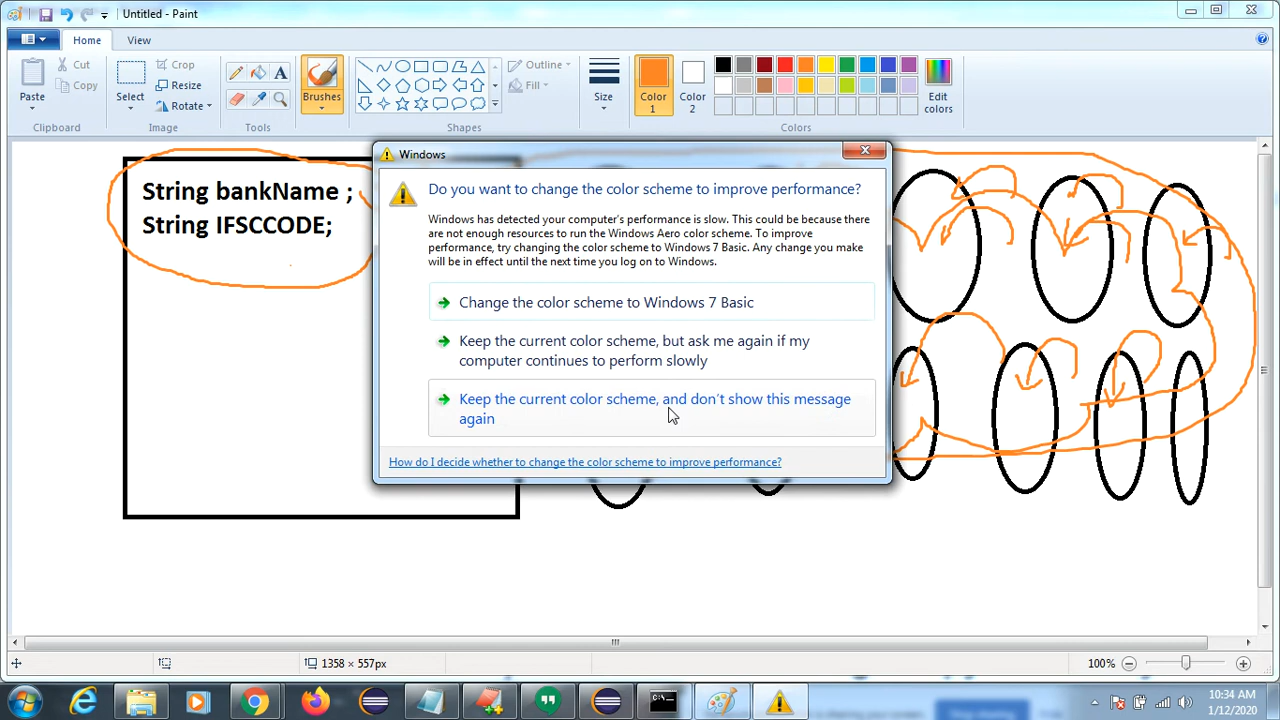 Untitled - Paint
Home
View
Paste
Cut
Copy
Clipboard
Select
Crop
Resize
Rotate
Image
Tools
Brushes
Outline
Fill
Shapes
Size
Color
1
Color
2
Edit
colors
Colors
String bankName ;
String IFSCCODE;
Windows
Do you want to change the color scheme to improve performance?
Windows has detected your computer's performance is slow. This could be because there
are not enough resources to run the Windows Aero color scheme. To improve
performance, try changing the color scheme to Windows 7 Basic. Any change you make
will be in effect until the next time you log on to Windows.
Change the color scheme to Windows 7 Basic
Keep the current color scheme, but ask me again if my
computer continues to perform slowly
Keep the current color scheme, and don't show this message
again
How do I decide whether to change the color scheme to improve performance?
1358 × 557px
100%
C:\
10:34 AM
1/12/2020